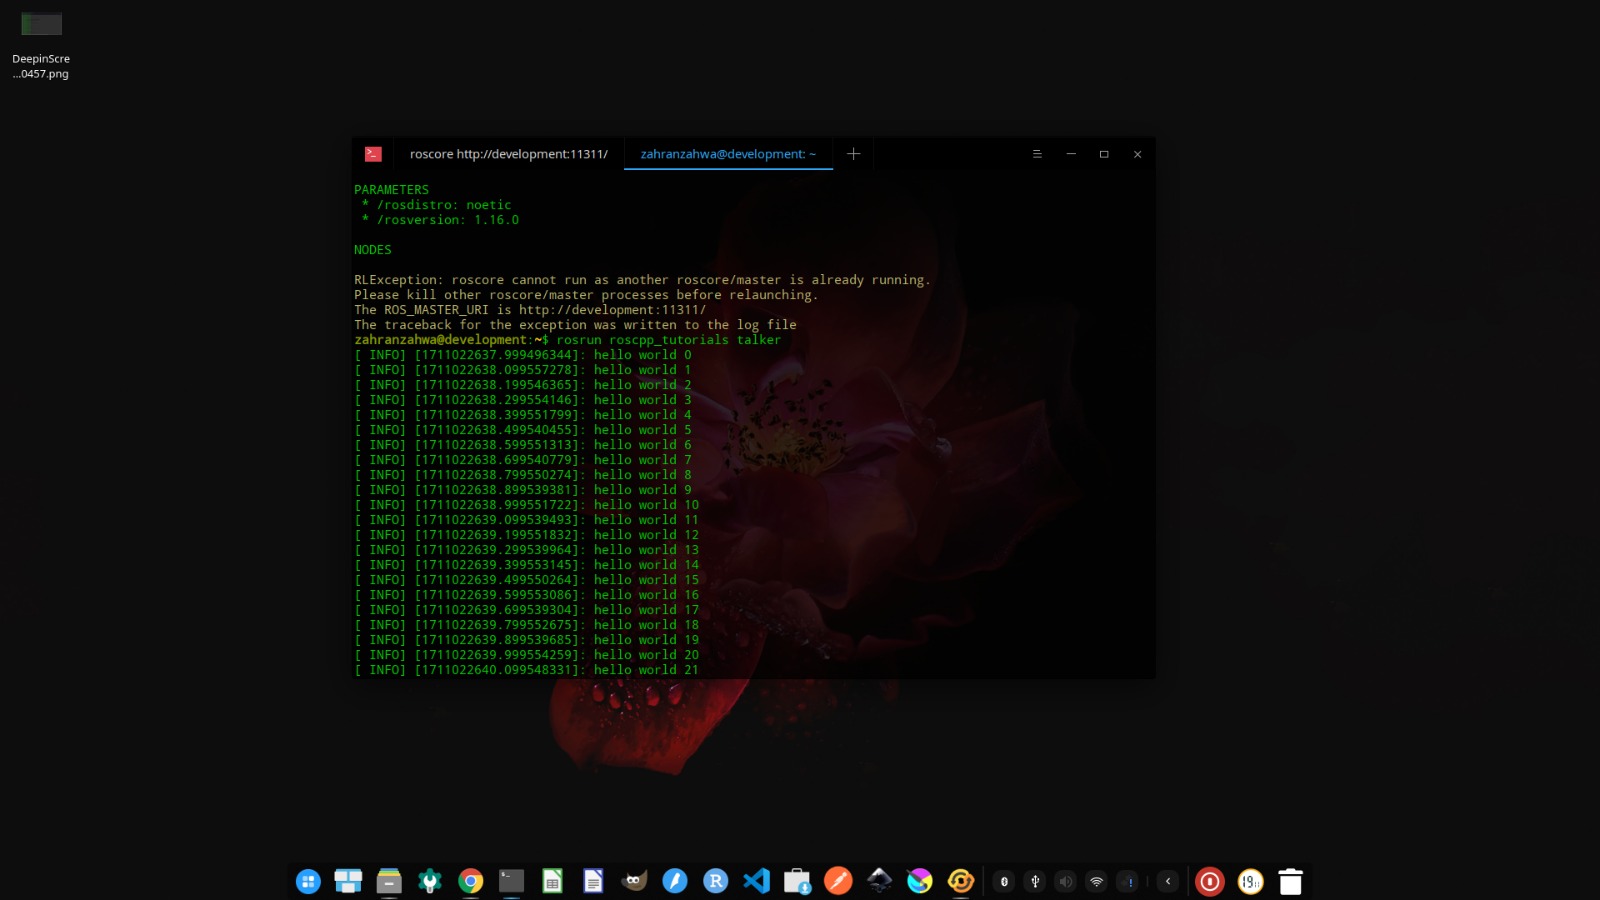 DeepinScre
...0457.png
roscore http://development:11311/
zahranzahwa@development: ~
PARAMETERS
 * /rosdistro: noetic
 * /rosversion: 1.16.0
NODES
RLException: roscore cannot run as another roscore/master is already running.
Please kill other roscore/master processes before relaunching.
The ROS_MASTER_URI is http://development:11311/
The traceback for the exception was written to the log file
zahranzahwa@development:~$ rosrun roscpp_tutorials talker
[ INFO] [1711022637.999496344]: hello world 0
[ INFO] [1711022638.099557278]: hello world 1
[ INFO] [1711022638.199546365]: hello world 2
[ INFO] [1711022638.299554146]: hello world 3
[ INFO] [1711022638.399551799]: hello world 4
[ INFO] [1711022638.499540455]: hello world 5
[ INFO] [1711022638.599551313]: hello world 6
[ INFO] [1711022638.699540779]: hello world 7
[ INFO] [1711022638.799550274]: hello world 8
[ INFO] [1711022638.899539381]: hello world 9
[ INFO] [1711022638.999551722]: hello world 10
[ INFO] [1711022639.099539493]: hello world 11
[ INFO] [1711022639.199551832]: hello world 12
[ INFO] [1711022639.299539964]: hello world 13
[ INFO] [1711022639.399553145]: hello world 14
[ INFO] [1711022639.499550264]: hello world 15
[ INFO] [1711022639.599553086]: hello world 16
[ INFO] [1711022639.699539304]: hello world 17
[ INFO] [1711022639.799552675]: hello world 18
[ INFO] [1711022639.899539685]: hello world 19
[ INFO] [1711022639.999554259]: hello world 20
[ INFO] [1711022640.099548331]: hello world 21